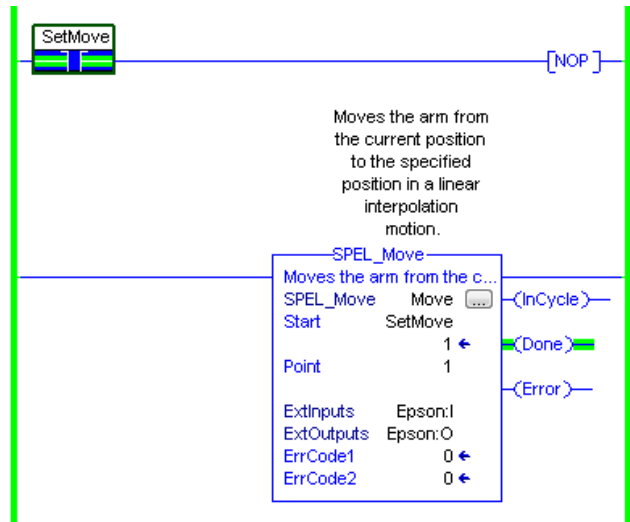 SetMove
NOP
Moves the arm from
the current position
to the specified
position in a linear
interpolation
motion.
SPEL_Move
Moves the arm from the c...
SPEL_Move Move ... (InCycle)
Start SetMove
1 (Done)
Point 1
(Error)
ExtInputs Epson:I
ExtOutputs Epson:O
ErrCode1 0
ErrCode2 0